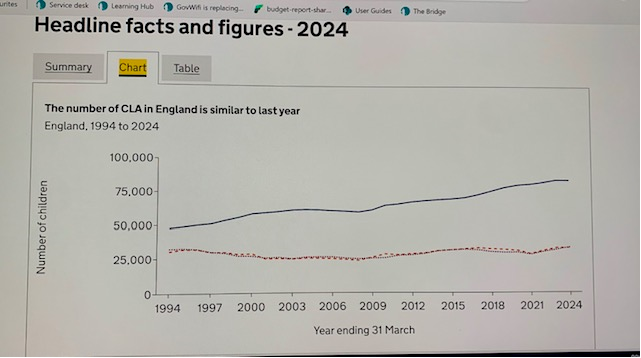 urites
Service desk
Learning Hub
GovWifi is replacing...
budget-report-shar...
User Guides
The Bridge
Headline facts and figures - 2024
Summary
Chart
Table
The number of CLA in England is similar to last year
England, 1994 to 2024
100,000
75,000
50,000
25,000
0
Number of children
1994 1997 2000 2003 2006 2009 2012 2015 2018 2021 2024
Year ending 31 March